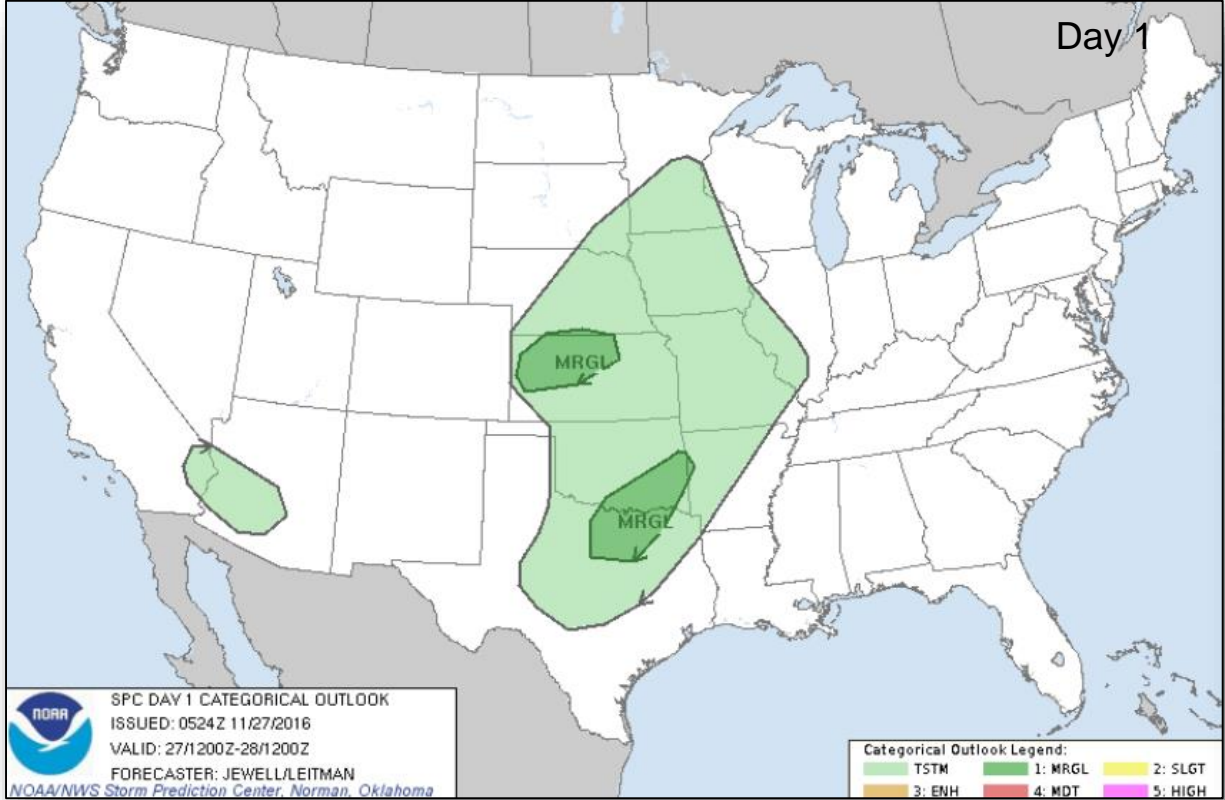 Day 1
MRGL
MRGL
NOAA
SPC DAY 1 CATEGORICAL OUTLOOK
ISSUED: 0524Z 11/27/2016
VALID: 27/1200Z-28/1200Z
FORECASTER: JEWELL/LEITMAN
NOAA/NWS Storm Prediction Center, Norman, Oklahoma
Categorical Outlook Legend:
TSTM 1: MRGL 2: SLGT
3: ENH 4: MDT 5: HIGH